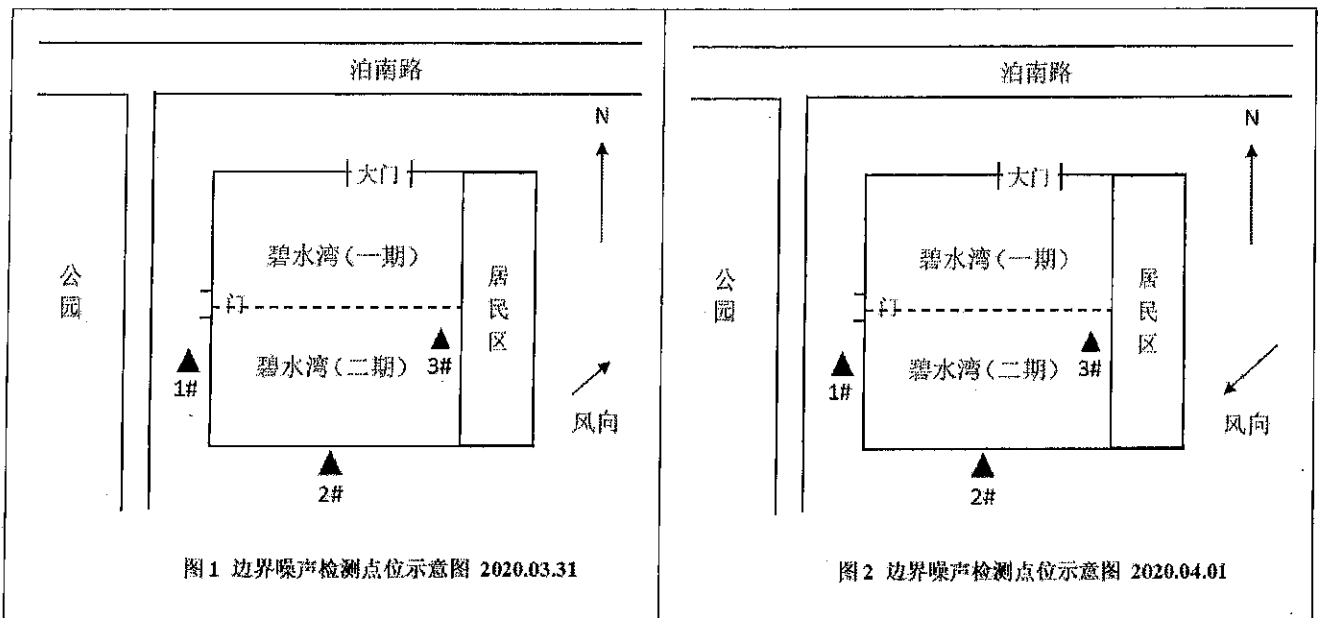 泊南路
N
大门
碧水湾（一期）
公园
居民区
门
碧水湾（二期）
3#
1#
风向
2#
图1 边界噪声检测点位示意图 2020.03.31
泊南路
N
大门
碧水湾（一期）
公园
居民区
门
碧水湾（二期）
3#
1#
风向
2#
图2 边界噪声检测点位示意图 2020.04.01